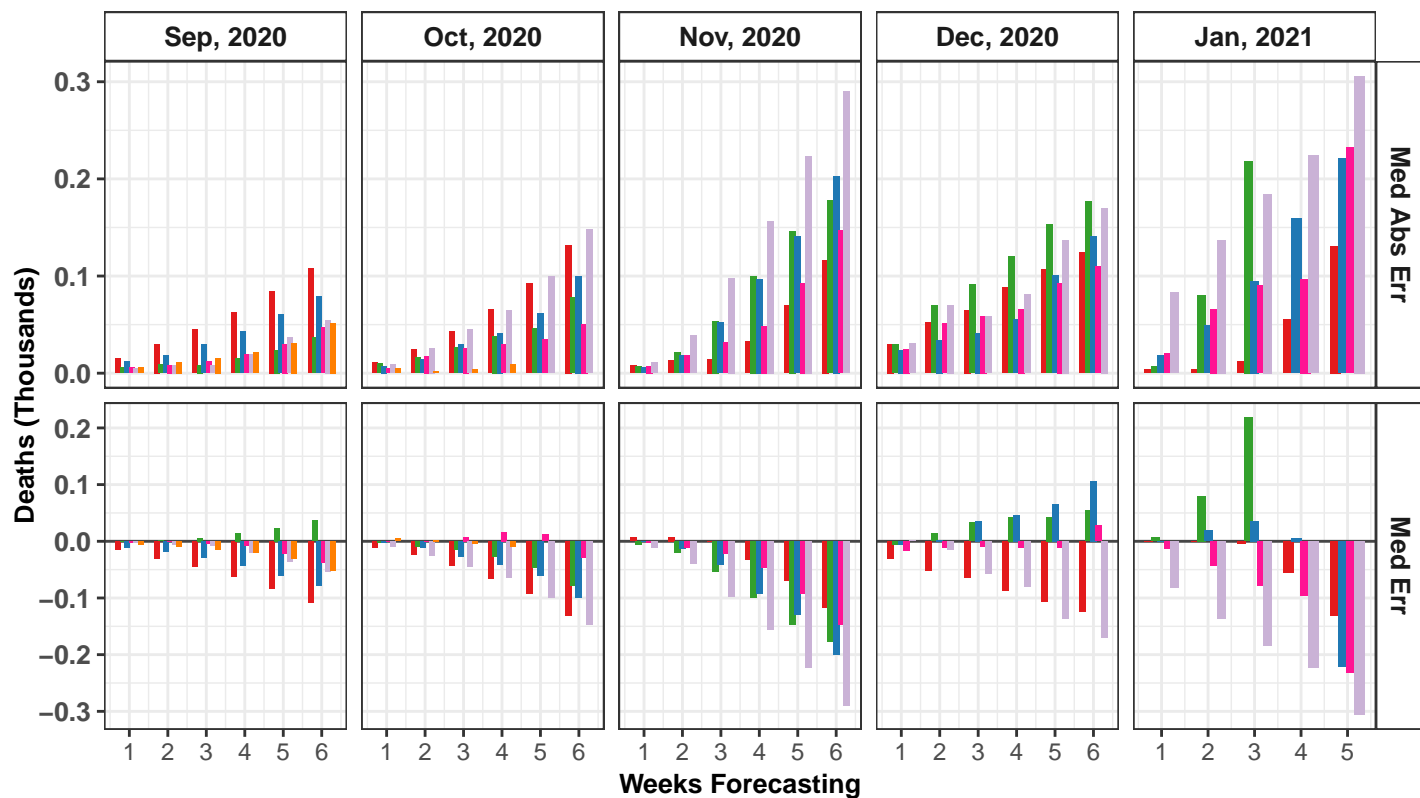 Sep, 2020 Oct, 2020 Nov, 2020 Dec, 2020 Jan, 2021
Deaths (Thousands)
0.3
0.2
0.1
0.0
Med Abs Err
0.2
0.1
0.0
−0.1
−0.2
−0.3
Med Err
1 2 3 4 5 6 1 2 3 4 5 6 1 2 3 4 5 6 1 2 3 4 5 6 1 2 3 4 5
Weeks Forecasting